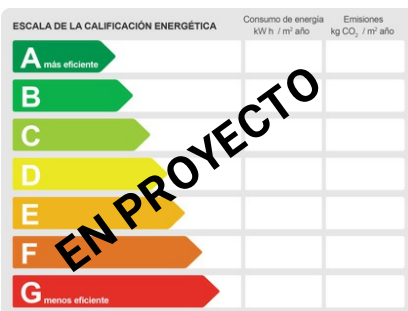 ESCALA DE LA CALIFICACIÓN ENERGÉTICA
Consumo de energía
kW h / m² año
Emisiones
kg CO₂ / m² año
A más eficiente
B
C
D
E
F
G menos eficiente
EN PROYECTO